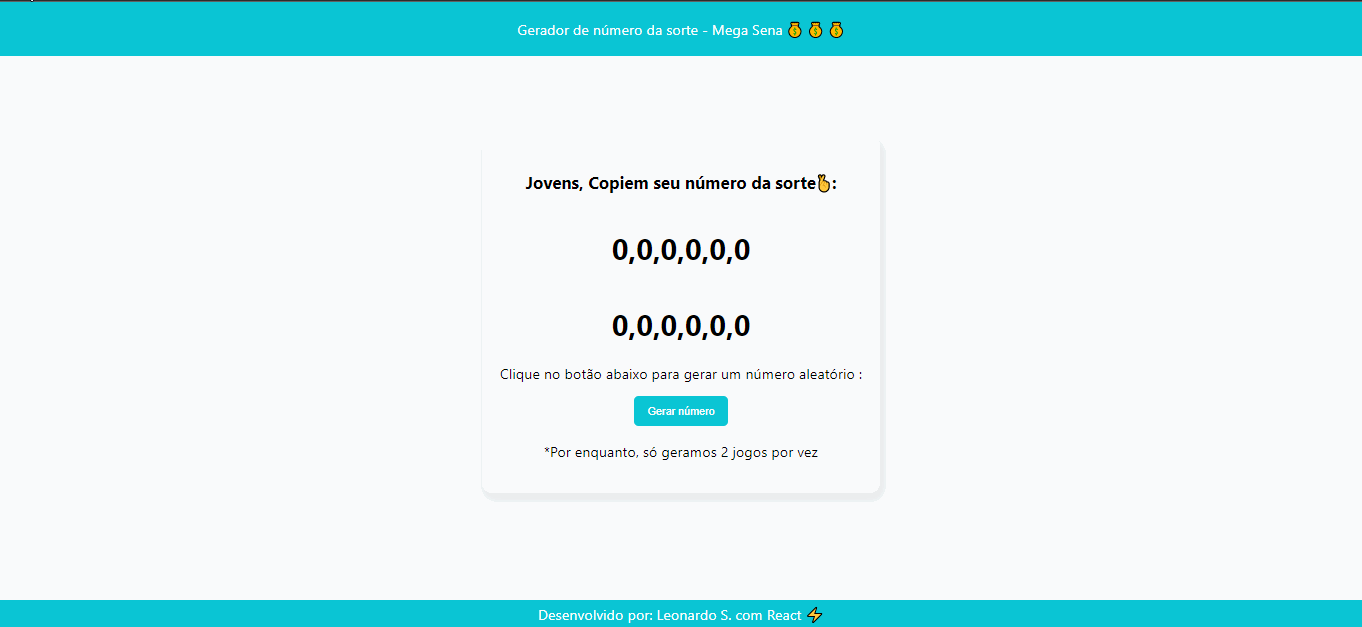 Gerador de número da sorte - Mega Sena 💰 💰 💰
Jovens, Copiem seu número da sorte🫰:
0,0,0,0,0,0
0,0,0,0,0,0
Clique no botão abaixo para gerar um número aleatório :
Gerar número
*Por enquanto, só geramos 2 jogos por vez
Desenvolvido por: Leonardo S. com React ⚡